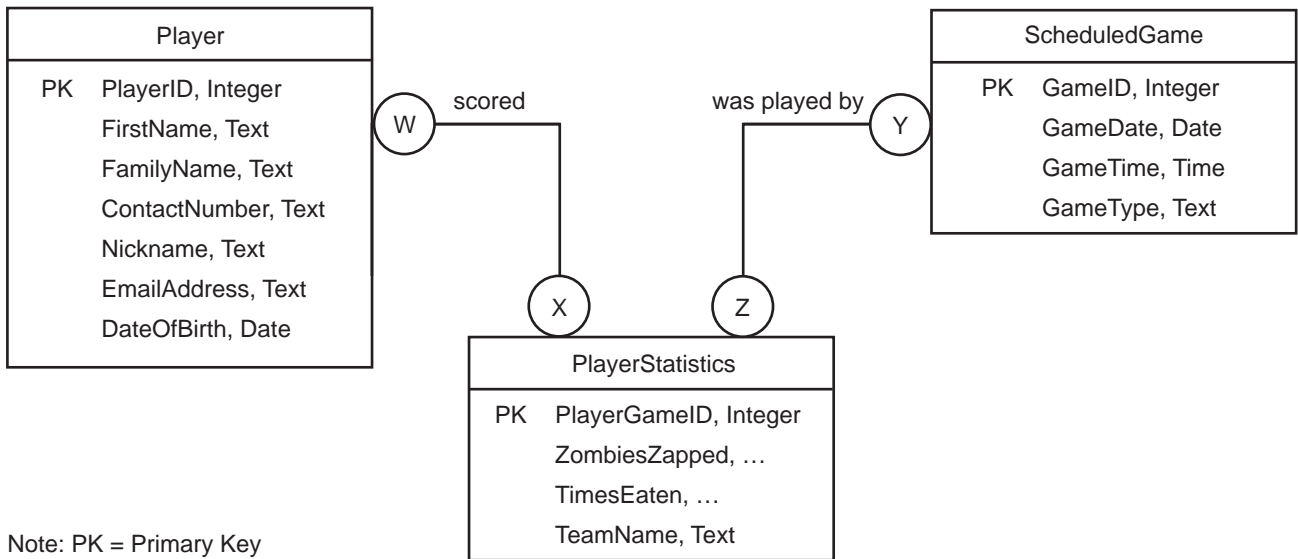 Player
PK PlayerID, Integer
FirstName, Text
FamilyName, Text
ContactNumber, Text
Nickname, Text
EmailAddress, Text
DateOfBirth, Date
W
scored
X
was played by
Y
Z
ScheduledGame
PK GameID, Integer
GameDate, Date
GameTime, Time
GameType, Text
PlayerStatistics
PK PlayerGameID, Integer
ZombiesZapped, …
TimesEaten, …
TeamName, Text
Note: PK = Primary Key